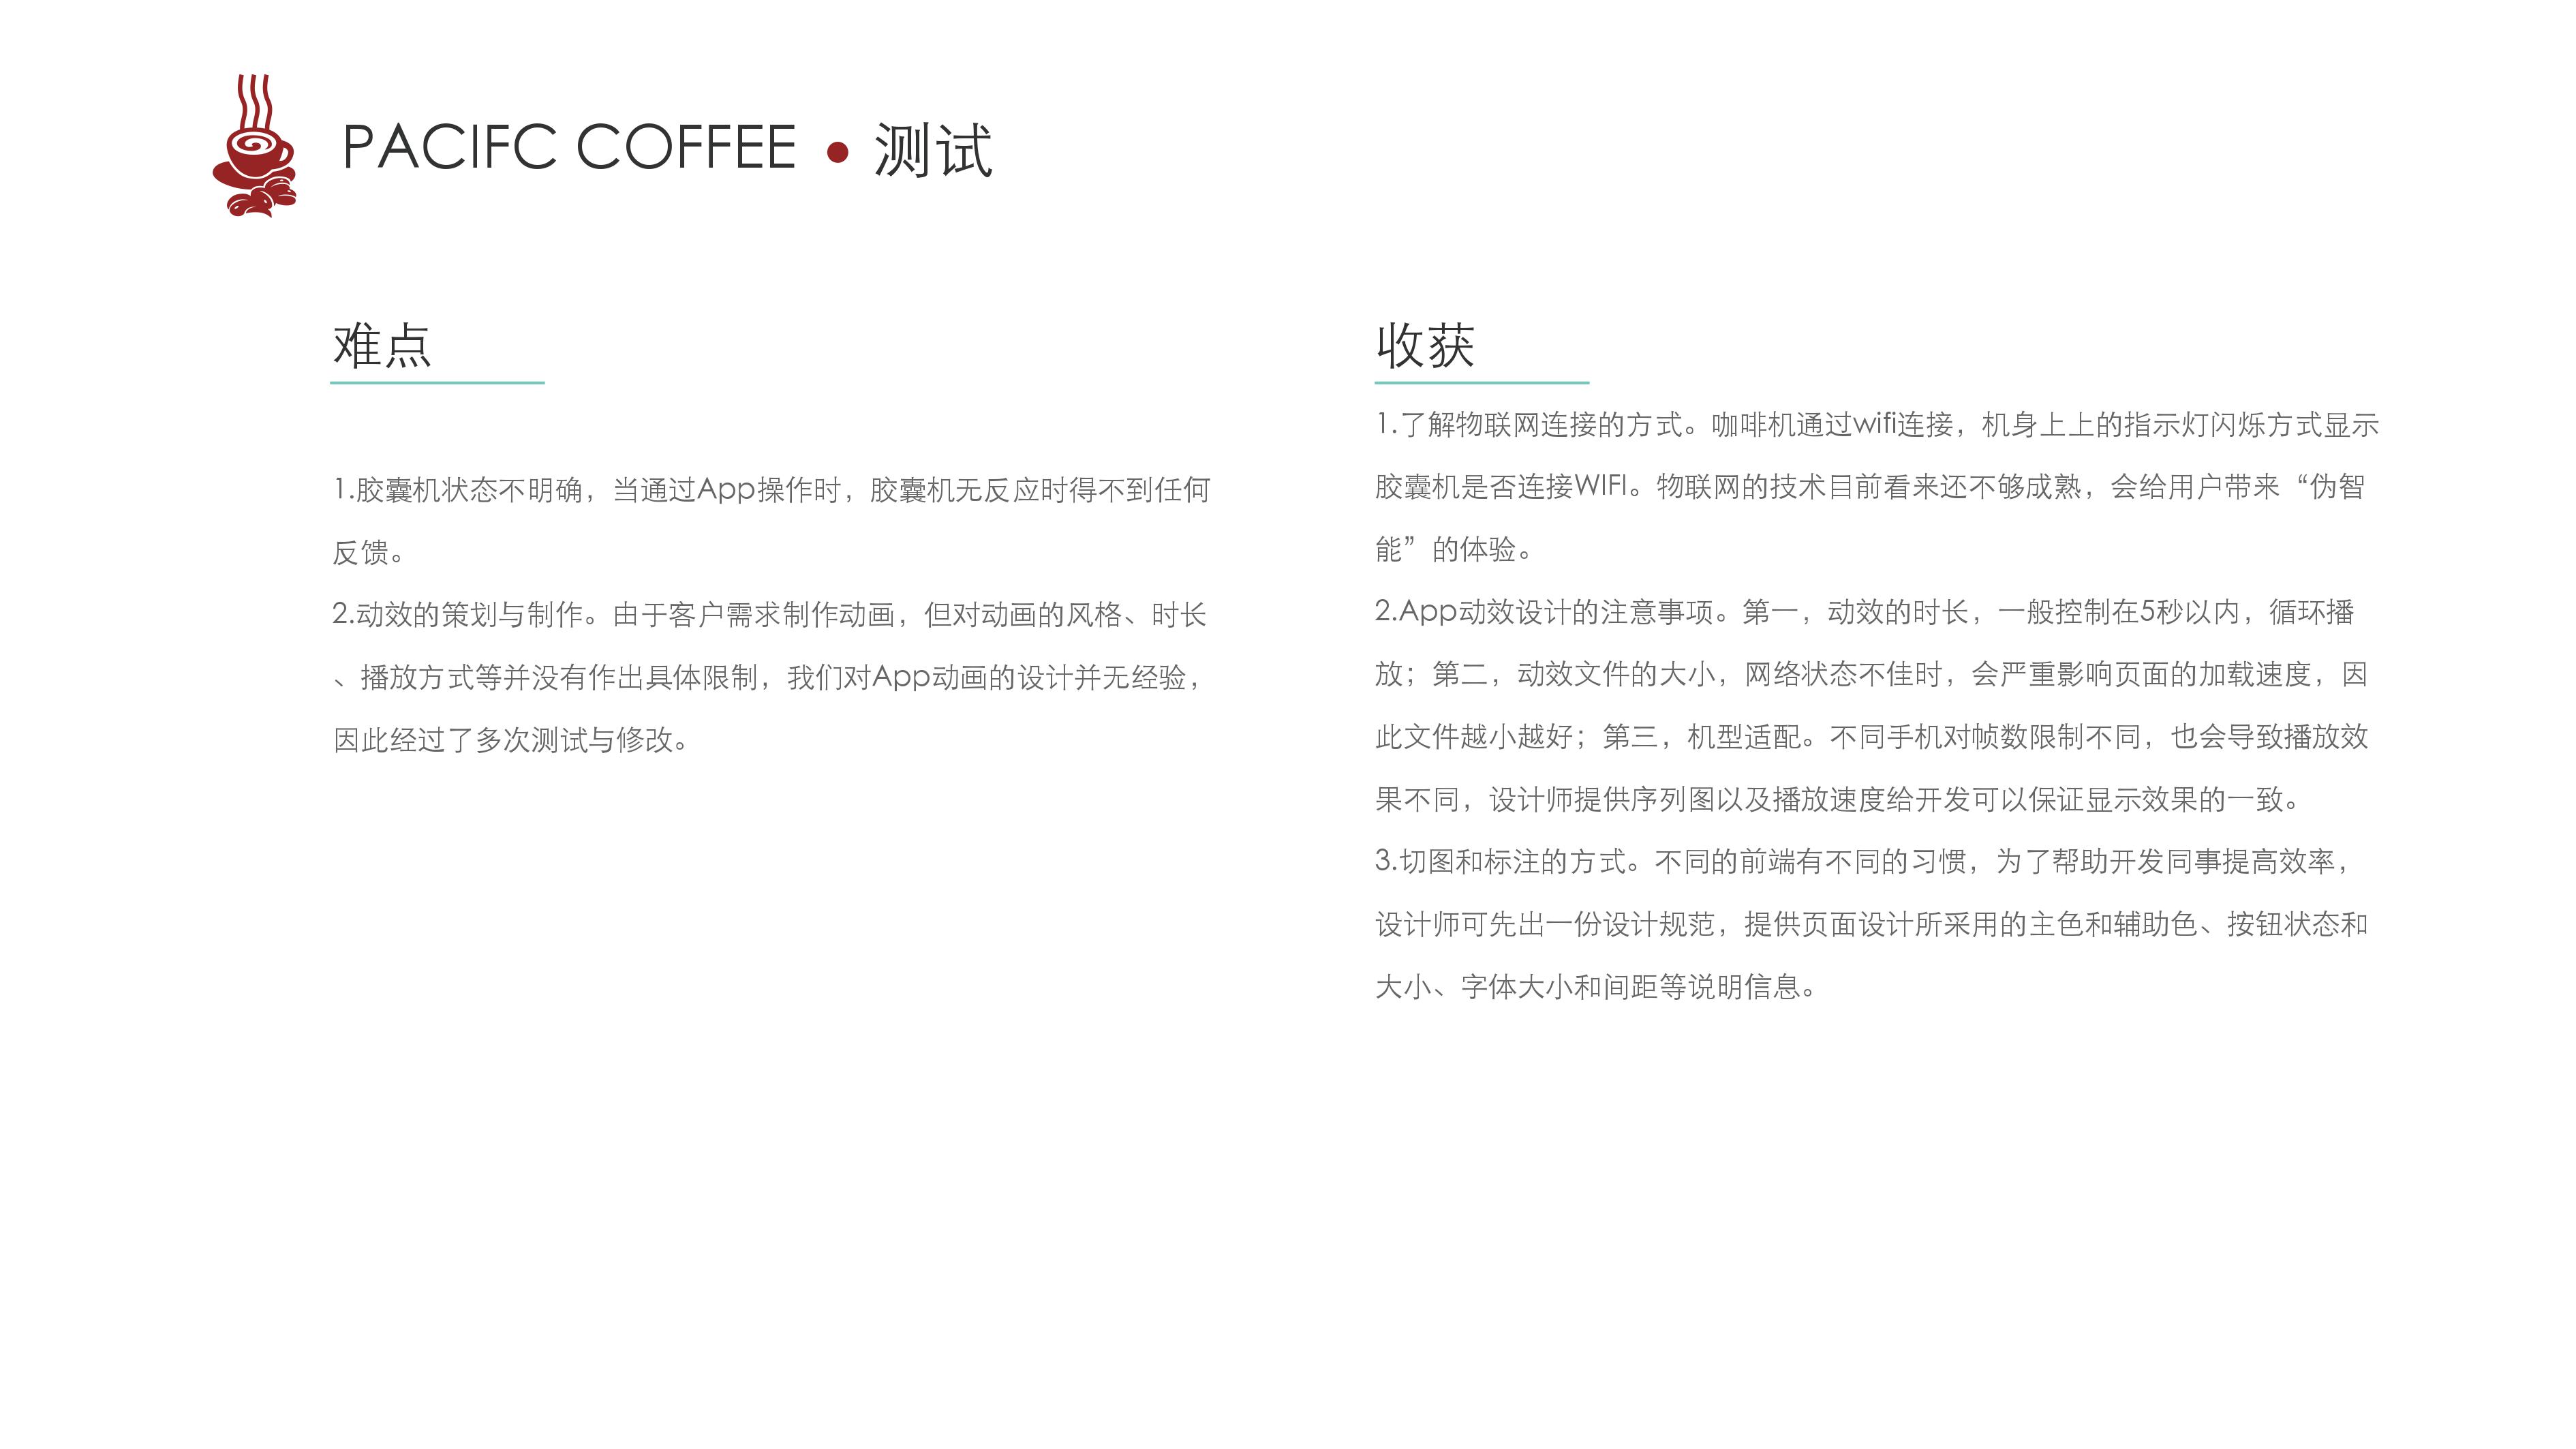 PACIFC COFFEE • 测试
难点
1.胶囊机状态不明确，当通过App操作时，胶囊机无反应时得不到任何
反馈。
2.动效的策划与制作。由于客户需求制作动画，但对动画的风格、时长
、播放方式等并没有作出具体限制，我们对App动画的设计并无经验，
因此经过了多次测试与修改。
收获
1.了解物联网连接的方式。咖啡机通过wifi连接，机身上上的指示灯闪烁方式显示
胶囊机是否连接WIFI。物联网的技术目前看来还不够成熟，会给用户带来“伪智
能”的体验。
2.App动效设计的注意事项。第一，动效的时长，一般控制在5秒以内，循环播
放；第二，动效文件的大小，网络状态不佳时，会严重影响页面的加载速度，因
此文件越小越好；第三，机型适配。不同手机对帧数限制不同，也会导致播放效
果不同，设计师提供序列图以及播放速度给开发可以保证显示效果的一致。
3.切图和标注的方式。不同的前端有不同的习惯，为了帮助开发同事提高效率，
设计师可先出一份设计规范，提供页面设计所采用的主色和辅助色、按钮状态和
大小、字体大小和间距等说明信息。